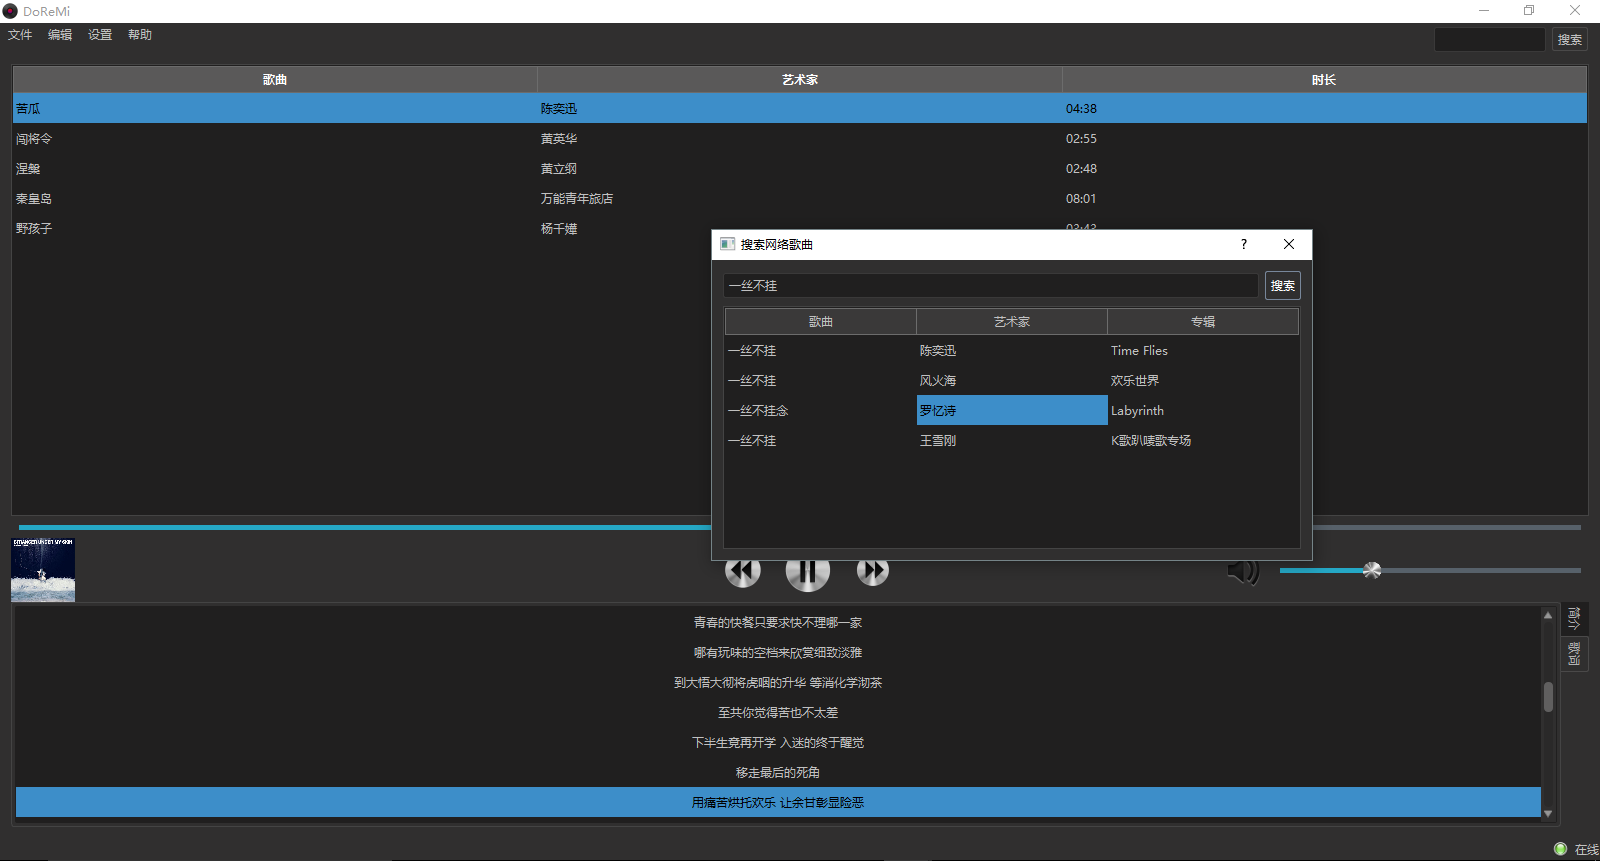 DoReMi
文件 编辑 设置 帮助
搜索
歌曲 艺术家 时长
苦瓜 陈奕迅 04:38
闯将令 黄英华 02:55
涅槃 黄立纲 02:48
秦皇岛 万能青年旅店 08:01
野孩子 杨千嬅
搜索网络歌曲 ?
一丝不挂 搜索
歌曲 艺术家 专辑
一丝不挂 陈奕迅 Time Flies
一丝不挂 风火海 欢乐世界
一丝不挂念 罗忆诗 Labyrinth
一丝不挂 王雪刚 K歌趴唛歌专场
青春的快餐只要求快不理哪一家
哪有玩味的空档来欣赏细致淡雅
到大悟大彻将虎咽的升华 等消化学沏茶
至共你觉得苦也不太差
下半生竟再开学 入迷的终于醒觉
移走最后的死角
用痛苦烘托欢乐 让余甘彰显险恶
简介
歌词
在线